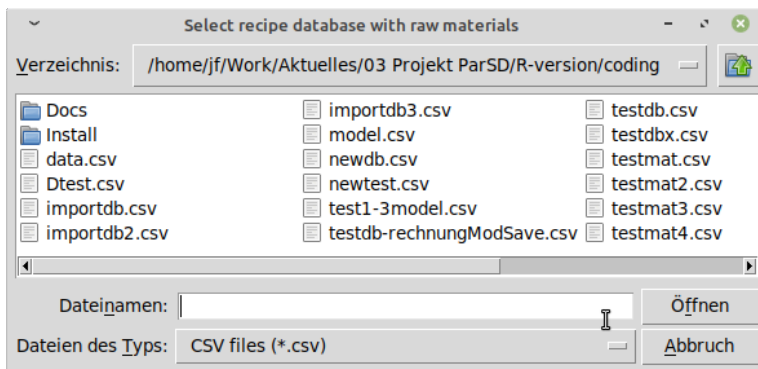 Select recipe database with raw materials
Verzeichnis: /home/jf/Work/Aktuelles/03 Projekt ParSD/R-version/coding
Docs importdb3.csv testdb.csv
Install model.csv testdbx.csv
data.csv newdb.csv testmat.csv
Dtest.csv newtest.csv testmat2.csv
importdb.csv test1-3model.csv testmat3.csv
importdb2.csv testdb-rechnungModSave.csv testmat4.csv
Dateinamen: Öffnen
Dateien des Typs: CSV files (*.csv) Abbruch